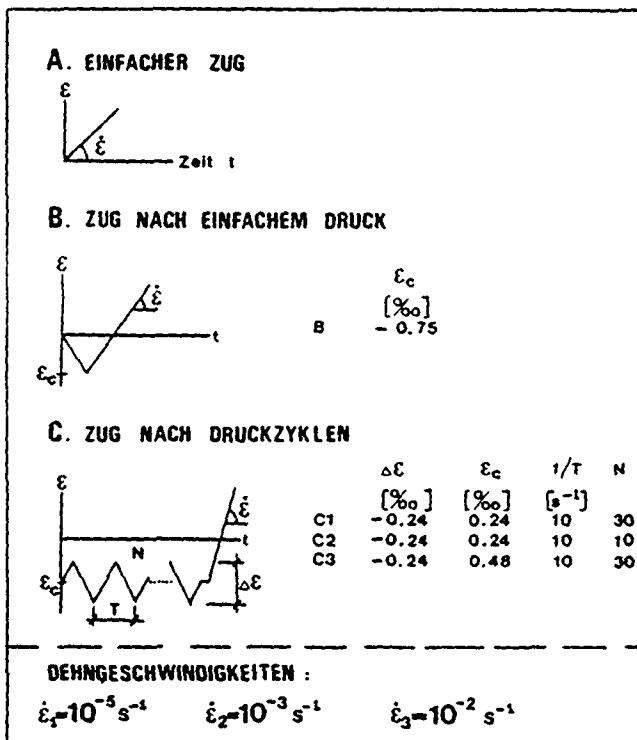 A. EINFACHER ZUG
ε
ε̇
Zeit t
B. ZUG NACH EINFACHEM DRUCK
ε
ε̇
t
εc
εc
[‰]
B - 0.75
C. ZUG NACH DRUCKZYKLEN
ε
ε̇
t
N
εc
Δε
T
Δε εc 1/T N
[‰] [‰] [s⁻¹]
C1 -0.24 0.24 10 30
C2 -0.24 0.24 10 10
C3 -0.24 0.48 10 30
DEHNGESCHWINDIGKEITEN :
ε̇₁=10⁻⁵ s⁻¹ ε̇₂=10⁻³ s⁻¹ ε̇₃=10⁻² s⁻¹